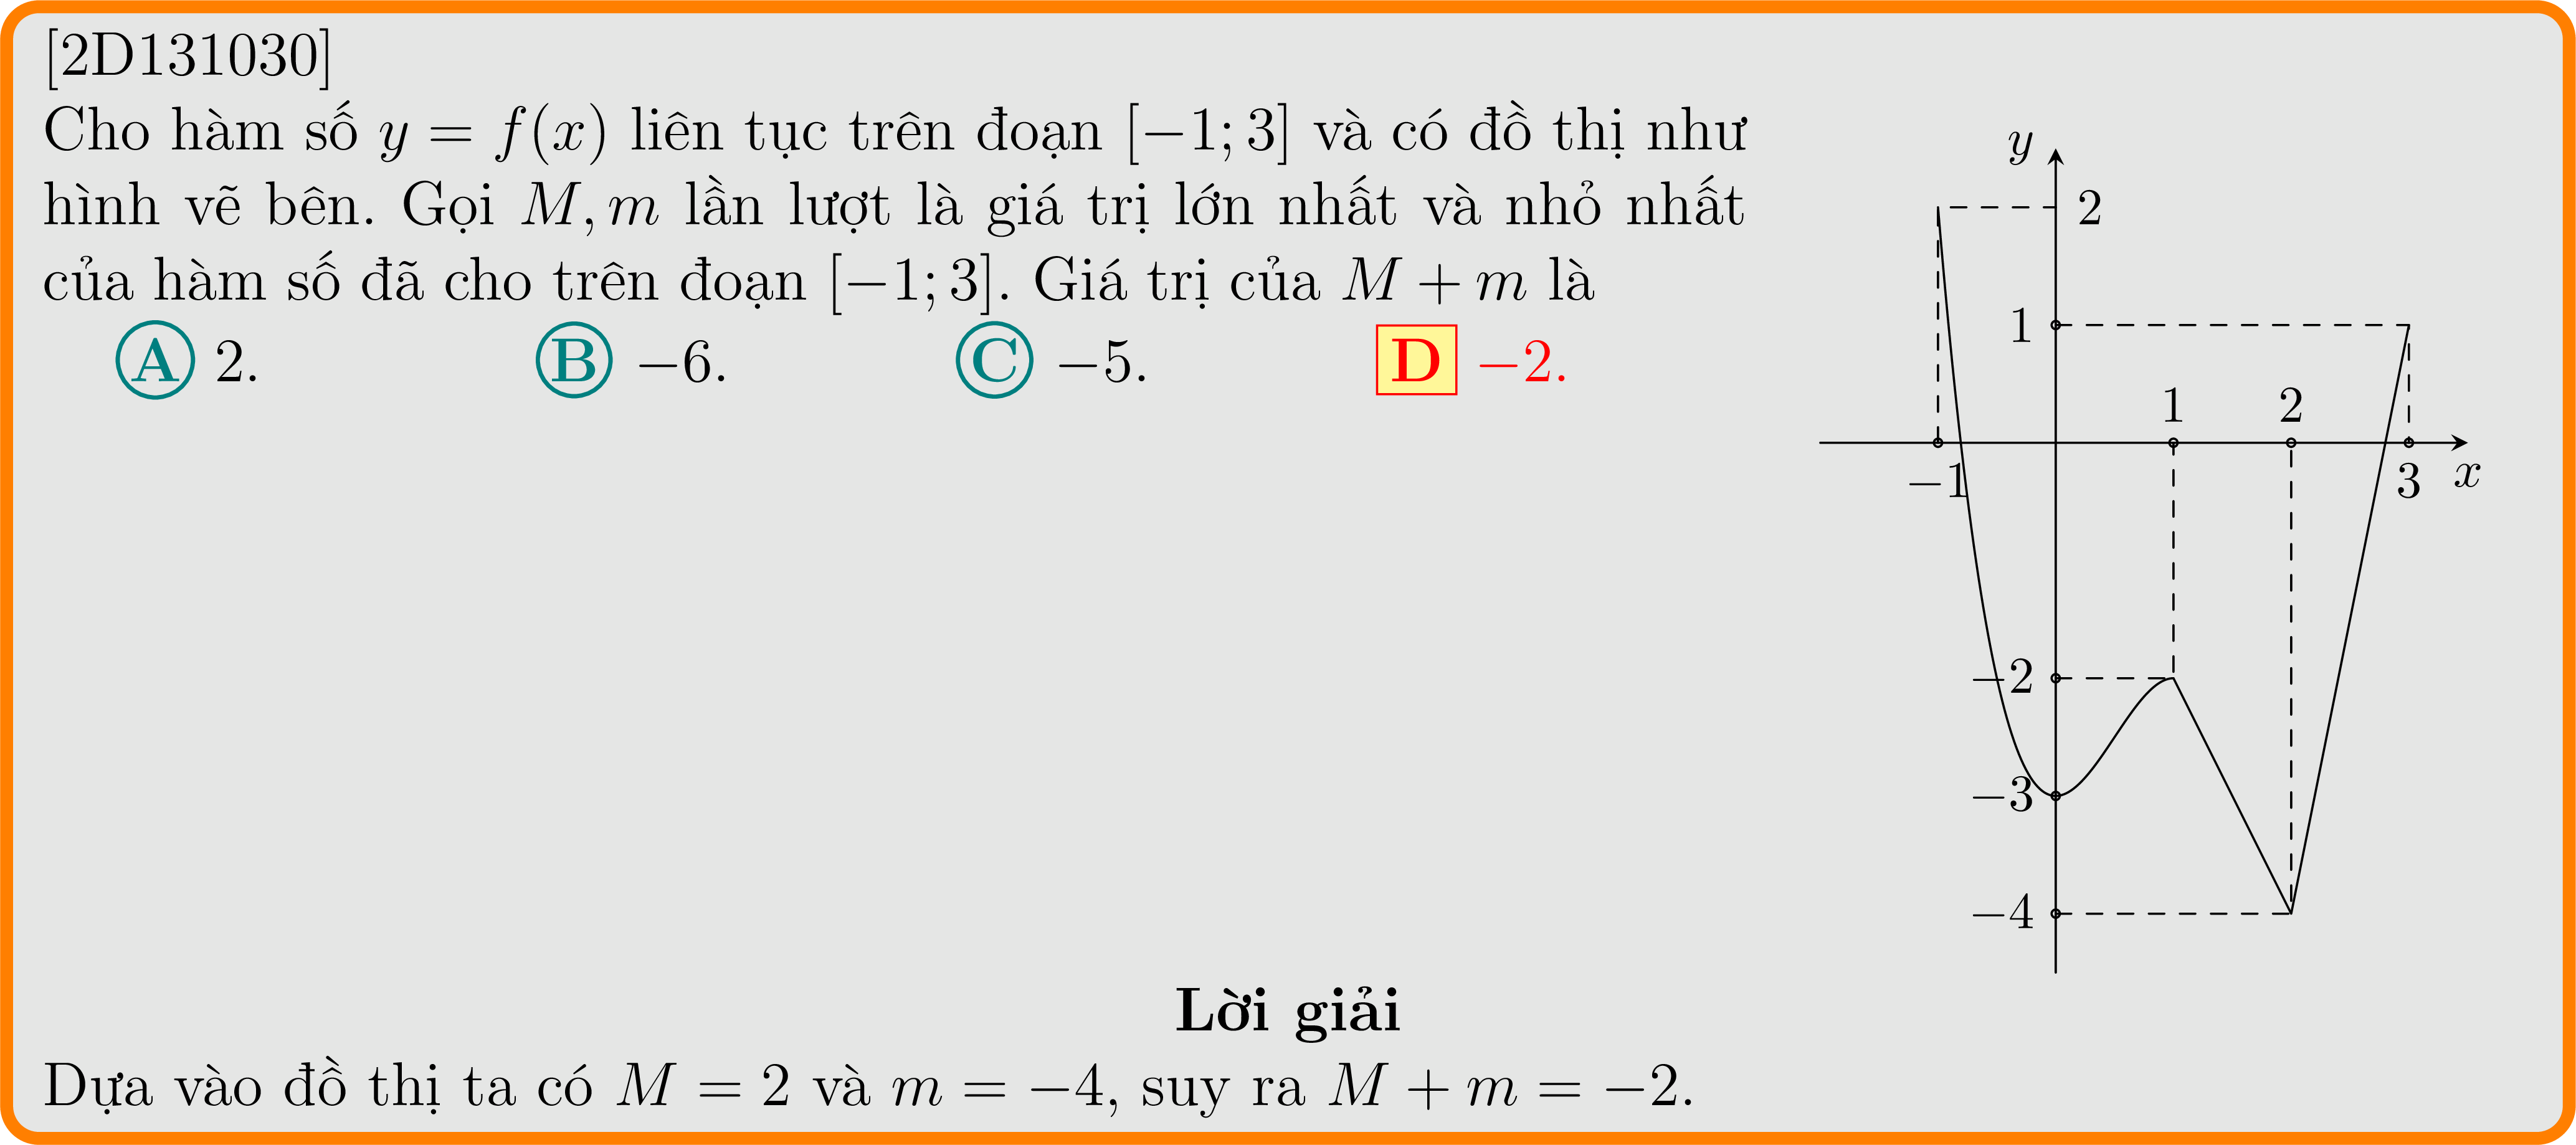 [2D131030]
Cho hàm số y = f(x) liên tục trên đoạn [−1; 3] và có đồ thị như
hình vẽ bên. Gọi M, m lần lượt là giá trị lớn nhất và nhỏ nhất
của hàm số đã cho trên đoạn [−1; 3]. Giá trị của M + m là
A 2. B −6. C −5. D −2.
y
2
1
1 2
−1 3 x
−2
−3
−4
Lời giải
Dựa vào đồ thị ta có M = 2 và m = −4, suy ra M + m = −2.